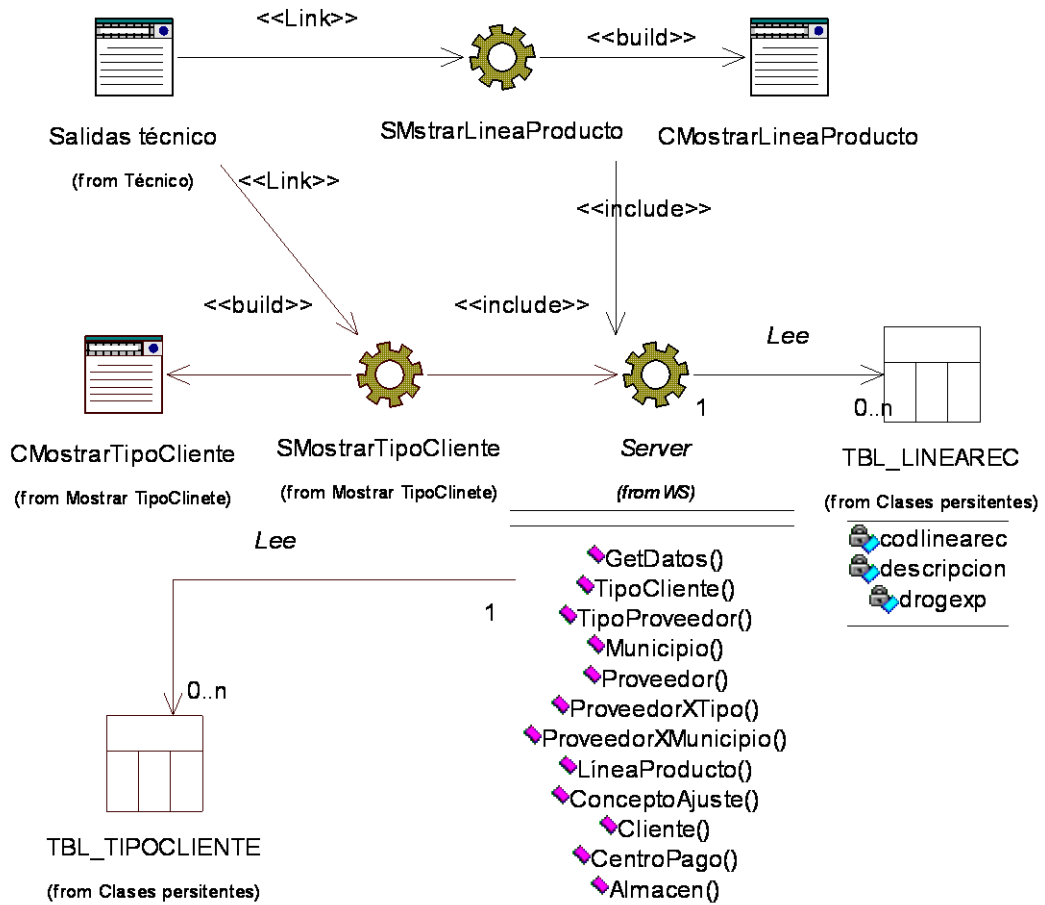 <<Link>>
<<build>>
Salidas técnico
(from Técnico)
SMstrarLineaProducto
CMostrarLineaProducto
<<Link>>
<<include>>
<<build>>
<<include>>
Lee
1
0..n
CMostrarTipoCliente
(from Mostrar TipoClinete)
SMostrarTipoCliente
(from Mostrar TipoClinete)
Server
(from WS)
TBL_LINEAREC
(from Clases persitentes)
codlinearec
descripcion
drogexp
Lee
1
0..n
GetDatos()
TipoCliente()
TipoProveedor()
Municipio()
Proveedor()
ProveedorXTipo()
ProveedorXMunicipio()
LíneaProducto()
ConceptoAjuste()
Cliente()
CentroPago()
Almacen()
TBL_TIPOCLIENTE
(from Clases persitentes)